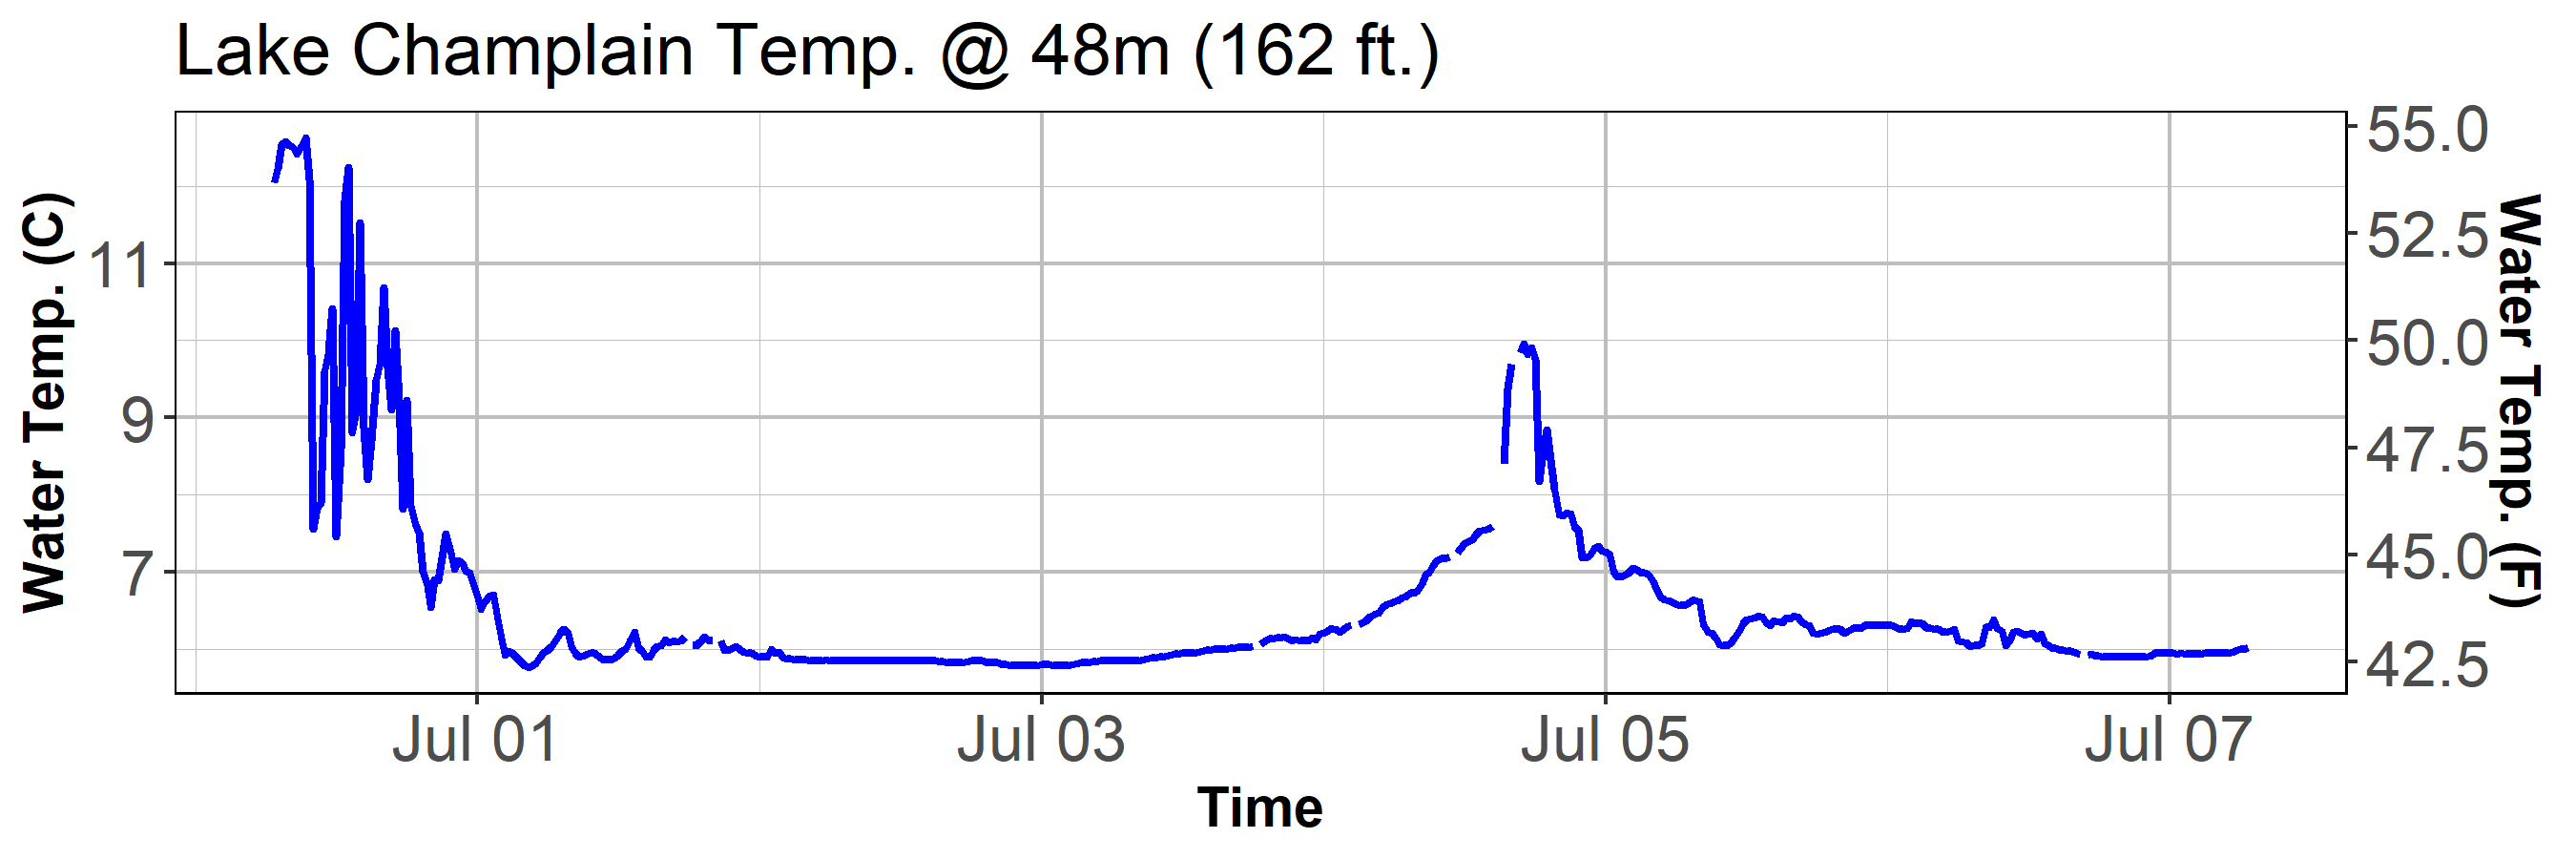 Lake Champlain Temp. @ 48m (162 ft.)
Water Temp. (C)
11
9
7
55.0
52.5
50.0
47.5
45.0
42.5
Water Temp. (F)
Jul 01
Jul 03
Jul 05
Jul 07
Time